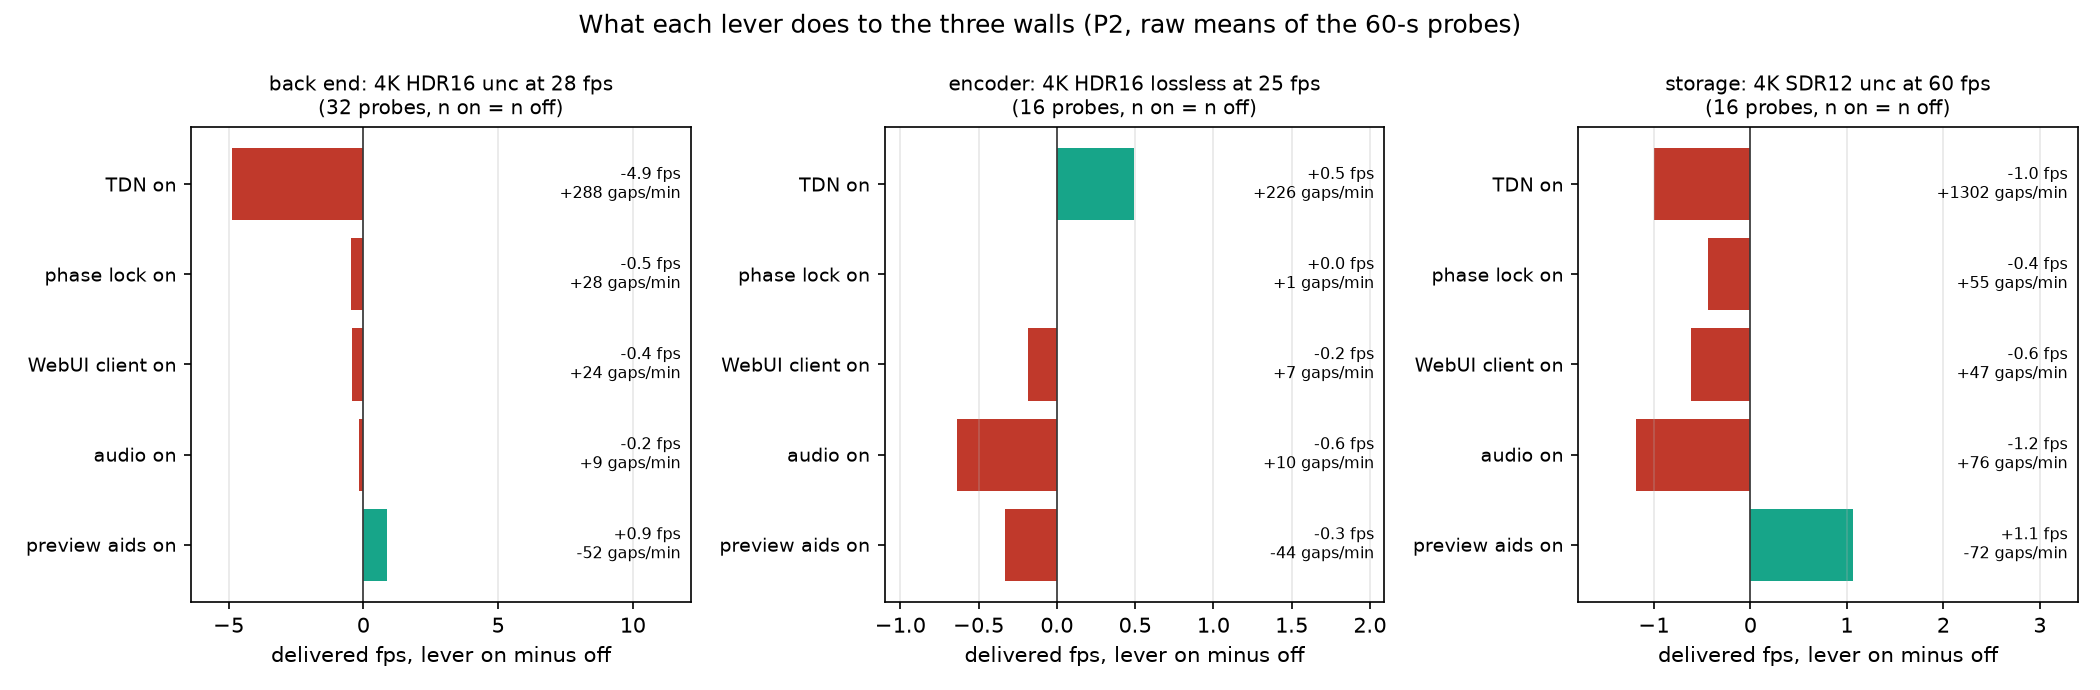 What each lever does to the three walls (P2, raw means of the 60-s probes)
back end: 4K HDR16 unc at 28 fps
(32 probes, n on = n off)
TDN on
-4.9 fps
+288 gaps/min
phase lock on
-0.5 fps
+28 gaps/min
WebUI client on
-0.4 fps
+24 gaps/min
audio on
-0.2 fps
+9 gaps/min
preview aids on
+0.9 fps
-52 gaps/min
−5 0 5 10
delivered fps, lever on minus off
encoder: 4K HDR16 lossless at 25 fps
(16 probes, n on = n off)
TDN on
+0.5 fps
+226 gaps/min
phase lock on
+0.0 fps
+1 gaps/min
WebUI client on
-0.2 fps
+7 gaps/min
audio on
-0.6 fps
+10 gaps/min
preview aids on
-0.3 fps
-44 gaps/min
−1.0 −0.5 0.0 0.5 1.0 1.5 2.0
delivered fps, lever on minus off
storage: 4K SDR12 unc at 60 fps
(16 probes, n on = n off)
TDN on
-1.0 fps
+1302 gaps/min
phase lock on
-0.4 fps
+55 gaps/min
WebUI client on
-0.6 fps
+47 gaps/min
audio on
-1.2 fps
+76 gaps/min
preview aids on
+1.1 fps
-72 gaps/min
−1 0 1 2 3
delivered fps, lever on minus off